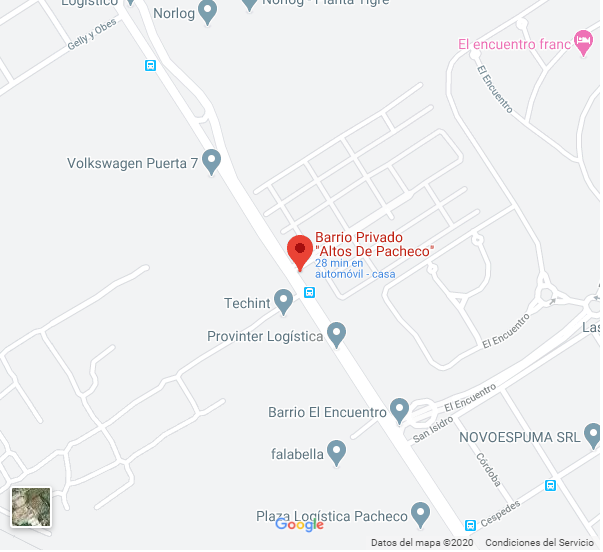 Logístico
Norlog
Norlog - Planta Tigre
Gelly y Obes
El encuentro franc
El Encuentro
Volkswagen Puerta 7
Barrio Privado
"Altos De Pacheco"
28 min en
automóvil - casa
Techint
Provinter Logística
El Encuentro
Las
El Encuentro
Barrio El Encuentro
San Isidro
NOVOESPUMA SRL
falabella
Córdoba
Cespedes
Plaza Logística Pacheco
Google
Datos del mapa ©2020
Condiciones del Servicio